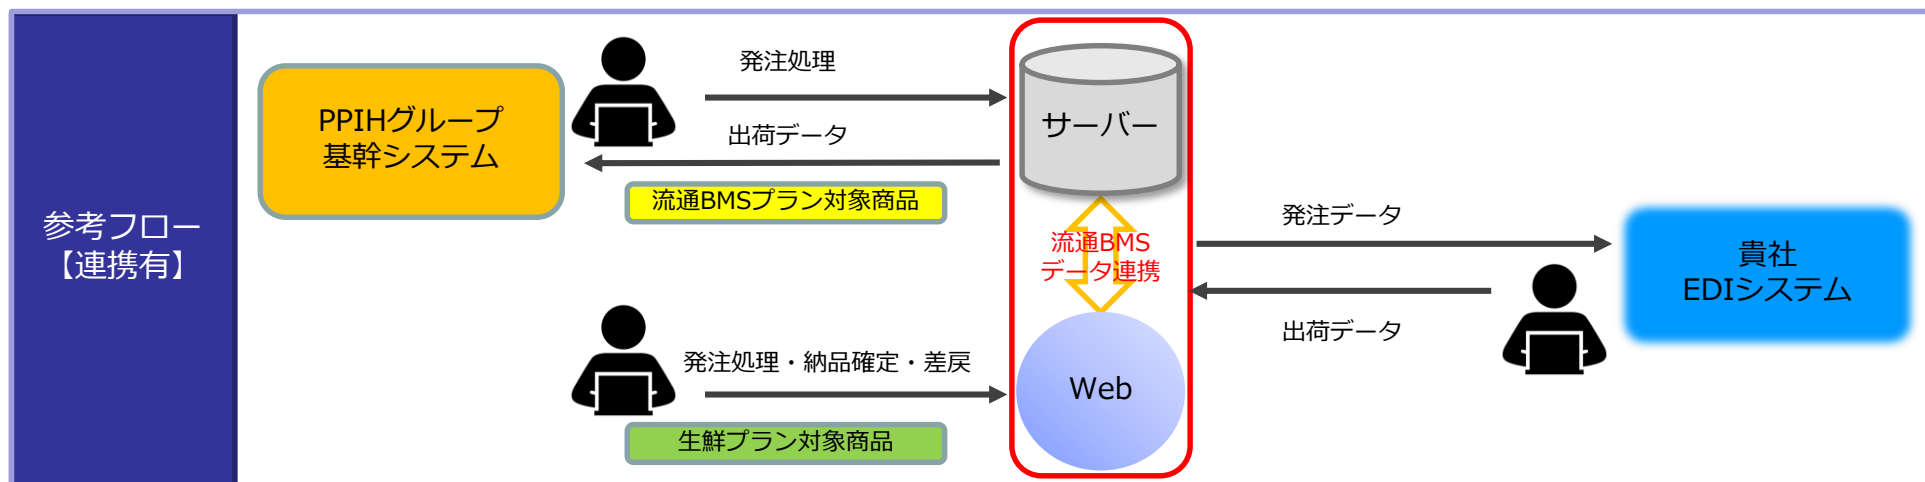 参考フロー
【連携有】
PPIHグループ
基幹システム
発注処理
出荷データ
流通BMSプラン対象商品
発注処理・納品確定・差戻
生鮮プラン対象商品
サーバー
流通BMS
データ連携
Web
発注データ
出荷データ
貴社
EDIシステム